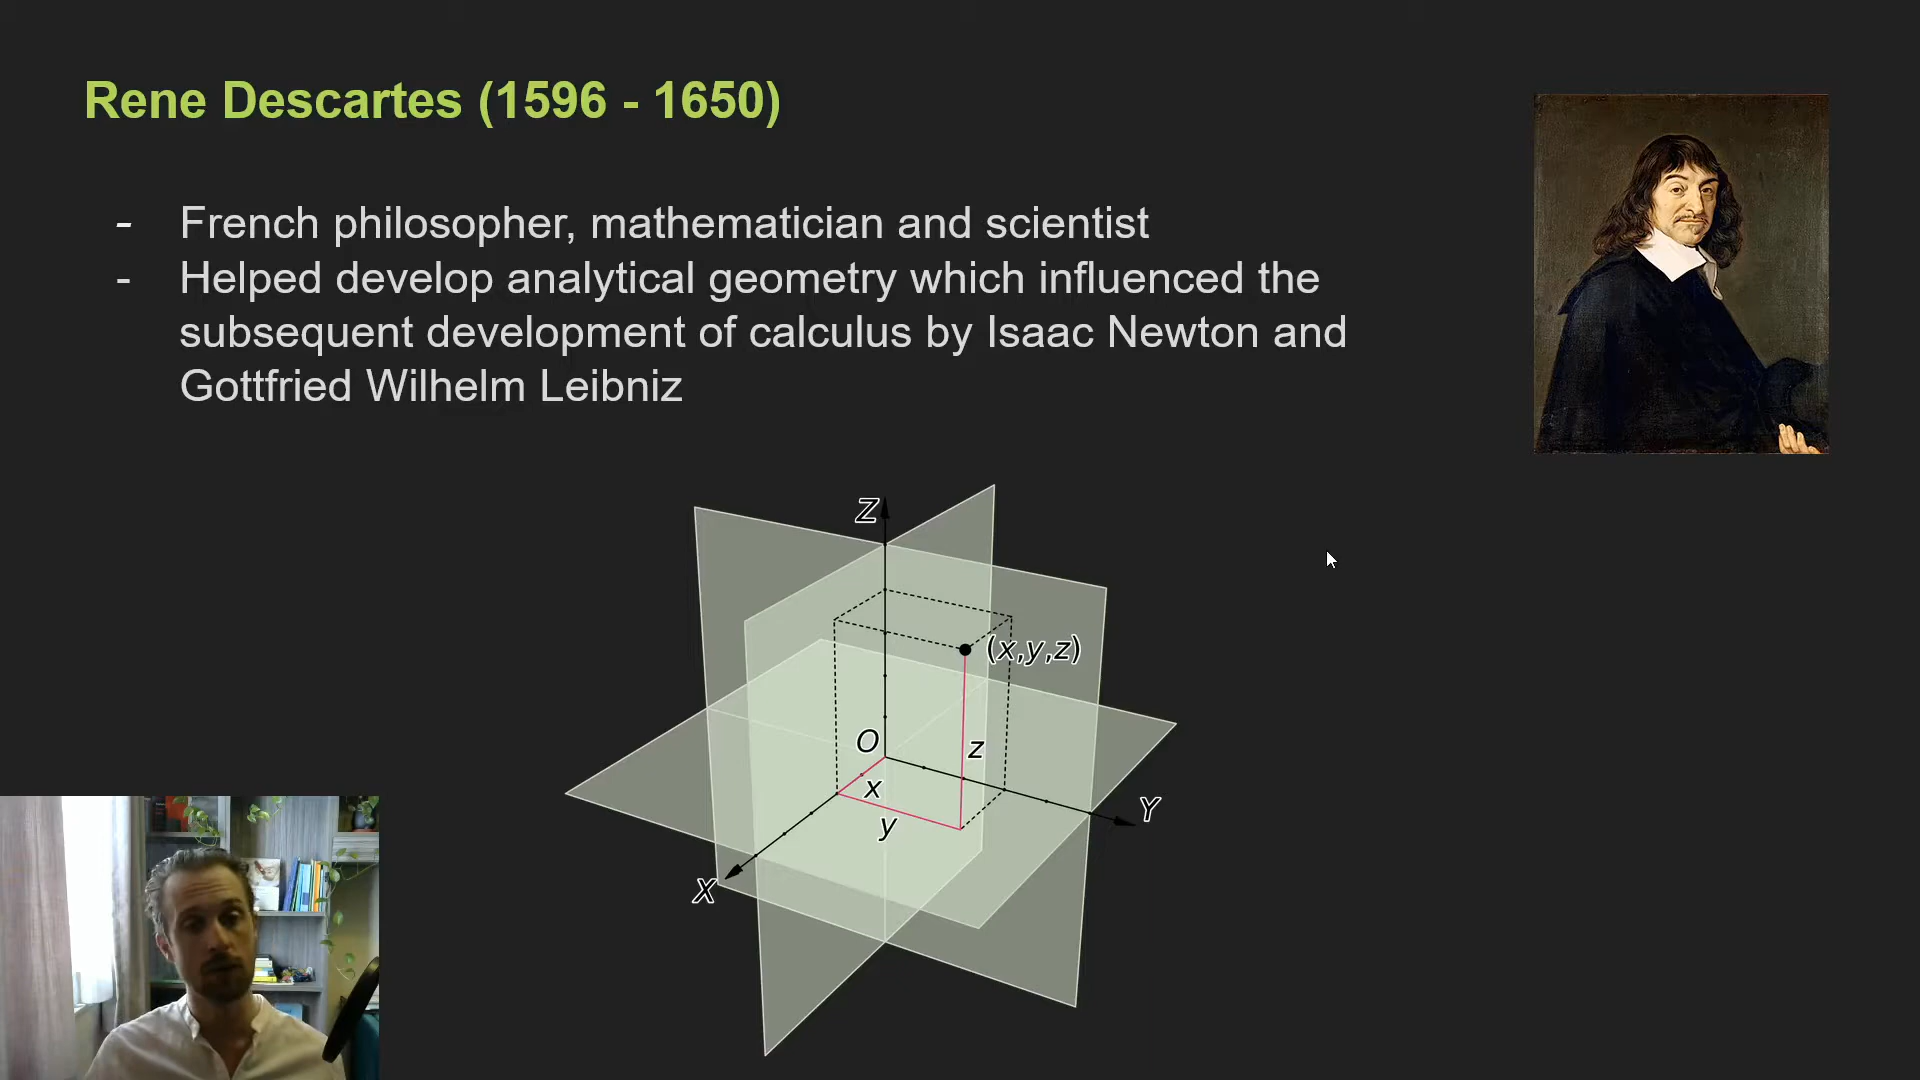 Rene Descartes (1596 - 1650)
- French philosopher, mathematician and scientist
- Helped develop analytical geometry which influenced the
subsequent development of calculus by Isaac Newton and
Gottfried Wilhelm Leibniz
Z
(x,y,z)
O
z
x
y
Y
X